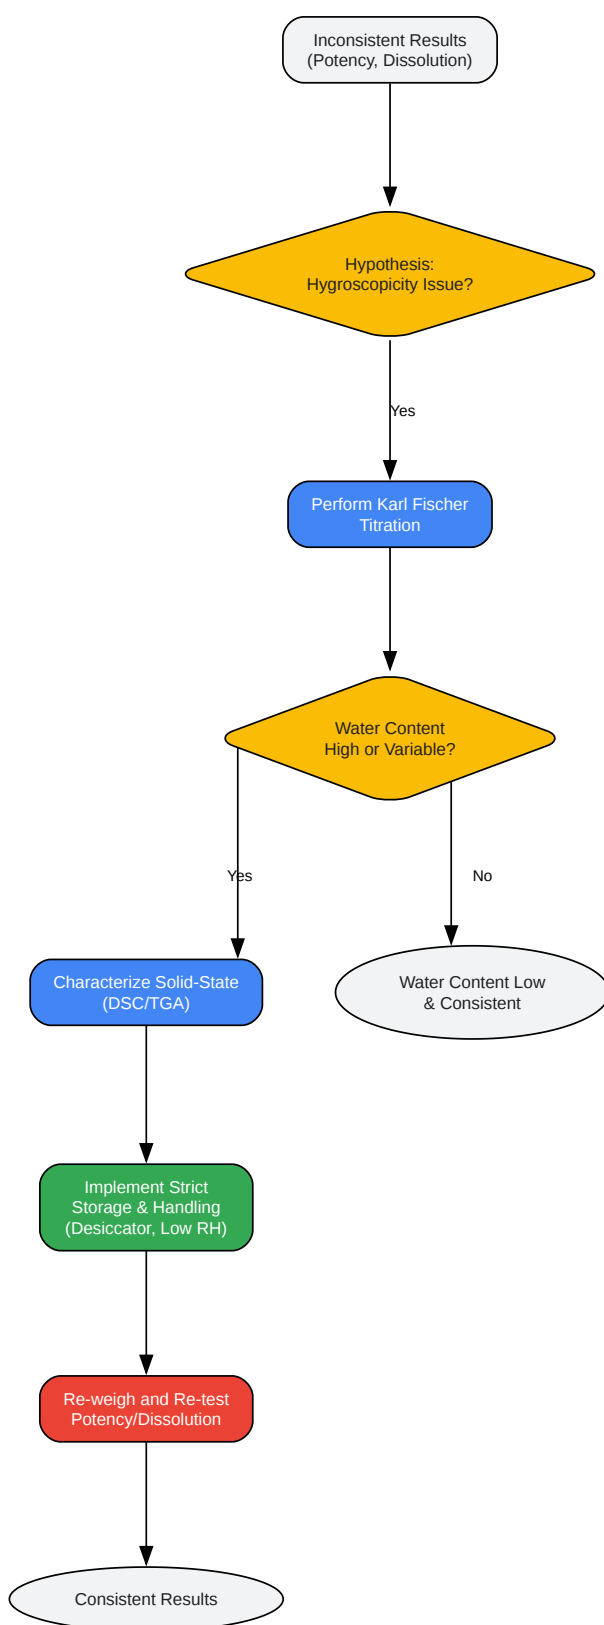 Inconsistent Results
(Potency, Dissolution)
Hypothesis:
Hygroscopicity Issue?
Yes
Perform Karl Fischer
Titration
Water Content
High or Variable?
Yes
No
Characterize Solid-State
(DSC/TGA)
Water Content Low
& Consistent
Implement Strict
Storage & Handling
(Desiccator, Low RH)
Re-weigh and Re-test
Potency/Dissolution
Consistent Results